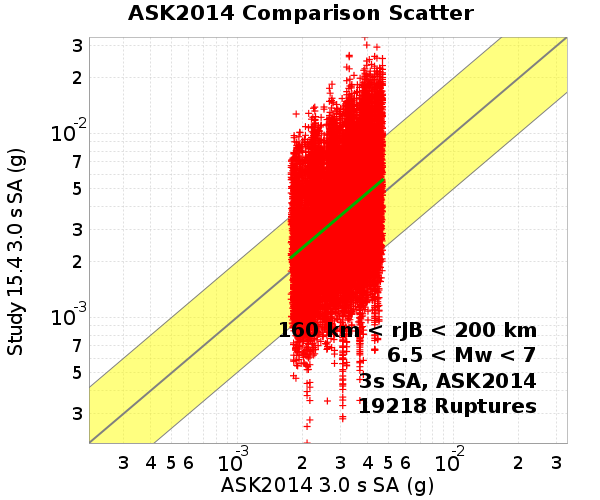 ASK2014 Comparison Scatter
Study 15.4 3.0 s SA (g)
3
2
10-2
7
5
3
2
10-3
7
5
3
160 km < rJB < 200 km
6.5 < Mw < 7
3s SA, ASK2014
19218 Ruptures
3 4 5 6 10-3 2 3 4 5 6 10-2 2 3
ASK2014 3.0 s SA (g)